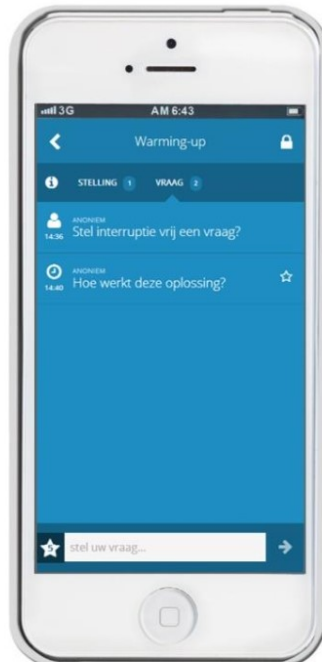 3G AM 6:43
Warming-up
STELLING 1 VRAAG 2
ANONIEM
14:36 Stel interruptie vrij een vraag?
ANONIEM
14:40 Hoe werkt deze oplossing?
5 stel uw vraag...